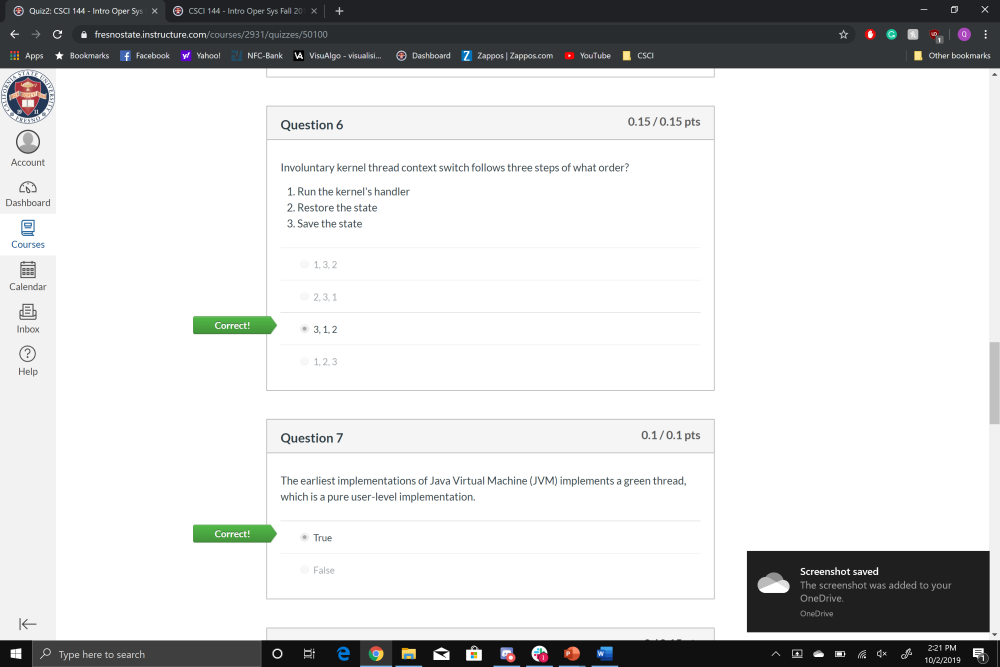 Quiz2: CSCI 144 - Intro Oper Sys
CSCI 144 - Intro Oper Sys Fall 20
fresnostate.instructure.com/courses/2931/quizzes/50100
Apps
Bookmarks
Facebook
Yahoo!
NFC-Bank
VisuAlgo - visualisi...
Dashboard
Zappos | Zappos.com
YouTube
CSCI
Other bookmarks
Account
Dashboard
Courses
Calendar
Inbox
Help
Question 6
0.15 / 0.15 pts
Involuntary kernel thread context switch follows three steps of what order?
1. Run the kernel's handler
2. Restore the state
3. Save the state
1, 3, 2
2, 3, 1
Correct!
3, 1, 2
1, 2, 3
Question 7
0.1 / 0.1 pts
The earliest implementations of Java Virtual Machine (JVM) implements a green thread,
which is a pure user-level implementation.
Correct!
True
False
Screenshot saved
The screenshot was added to your
OneDrive.
OneDrive
Type here to search
2:21 PM
10/2/2019